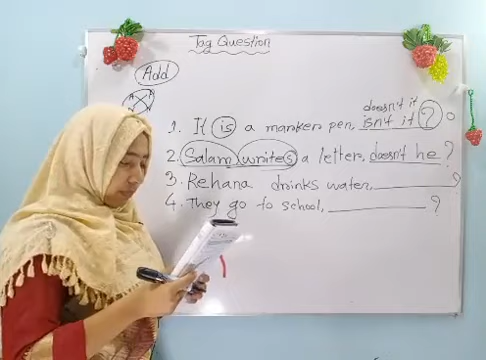 Tag Question
Add
doesn't it
1. It is a marker pen, isn't it ?
2. Salam writes a letter, doesn't he ?
3. Rehana drinks water, ?
4. They go to school, ?